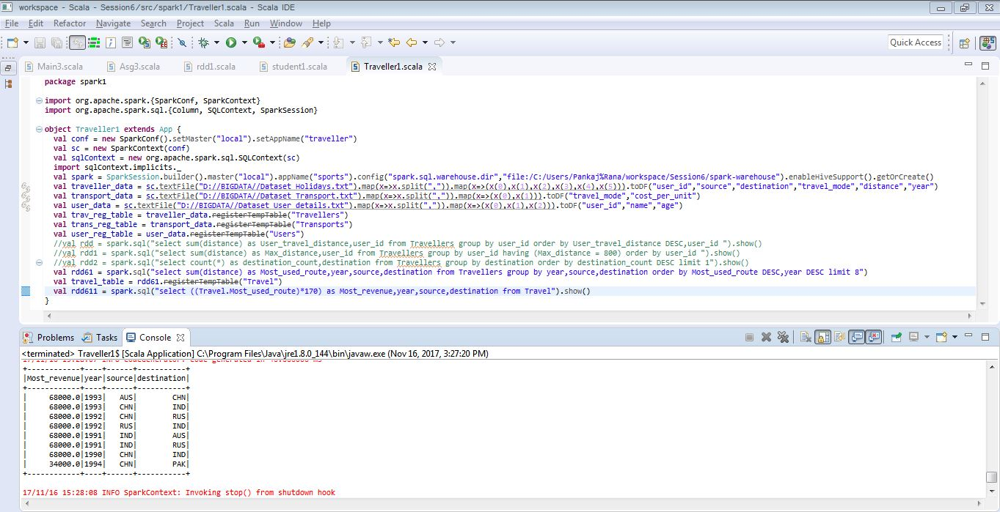 workspace - Scala - Session6/src/spark1/Traveller1.scala - Scala IDE
File Edit Refactor Navigate Search Project Scala Run Window Help
Quick Access
Main3.scala Asg3.scala rdd1.scala student1.scala Traveller1.scala
package spark1
import org.apache.spark.{SparkConf, SparkContext}
import org.apache.spark.sql.{Column, SQLContext, SparkSession}
object Traveller1 extends App {
val conf = new SparkConf().setMaster("local").setAppName("traveller")
val sc = new SparkContext(conf)
val sqlContext = new org.apache.spark.sql.SQLContext(sc)
import sqlContext.implicits._
val spark = SparkSession.builder().master("local").appName("sports").config("spark.sql.warehouse.dir","file:/C:/Users/Pankaj%Rana/workspace/Session6/spark-warehouse").enableHiveSupport().getOrCreate()
val traveller_data = sc.textFile("D://BIGDATA//Dataset_Holidays.txt").map(x=>x.split(",")).map(x=>(x(0),x(1),x(2),x(3),x(4),x(5))).toDF("user_id","source","destination","travel_mode","distance","year")
val transport_data = sc.textFile("D://BIGDATA//Dataset_Transport.txt").map(x=>x.split(",")).map(x=>(x(0),x(1))).toDF("travel_mode","cost_per_unit")
val user_data = sc.textFile("D://BIGDATA//Dataset_User_details.txt").map(x=>x.split(",")).map(x=>(x(0),x(1),x(2))).toDF("user_id","name","age")
val trav_reg_table = traveller_data.registerTempTable("Travellers")
val trans_reg_table = transport_data.registerTempTable("Transports")
val user_reg_table = user_data.registerTempTable("Users")
//val rdd = spark.sql("select sum(distance) as User_travel_distance,user_id from Travellers group by user_id order by User_travel_distance DESC,user_id ").show()
//val rdd1 = spark.sql("select sum(distance) as Max_distance,user_id from Travellers group by user_id having (Max_distance = 800) order by user_id ").show()
//val rdd2 = spark.sql("select count(*) as destination_count,destination from Travellers group by destination order by destination_count DESC limit 1").show()
val rdd61 = spark.sql("select sum(distance) as Most_used_route,year,source,destination from Travellers group by year,source,destination order by Most_used_route DESC,year DESC limit 8")
val travel_table = rdd61.registerTempTable("Travel")
val rdd611 = spark.sql("select ((Travel.Most_used_route)*170) as Most_revenue,year,source,destination from Travel").show()
}
Problems Tasks Console
<terminated> Traveller1$ [Scala Application] C:\Program Files\Java\jre1.8.0_144\bin\javaw.exe (Nov 16, 2017, 3:27:20 PM)
+------------+----+------+-----------+
|Most_revenue|year|source|destination|
+------------+----+------+-----------+
| 68000.0|1993| AUS| CHN|
| 68000.0|1993| CHN| IND|
| 68000.0|1992| CHN| RUS|
| 68000.0|1992| RUS| IND|
| 68000.0|1991| IND| AUS|
| 68000.0|1991| IND| RUS|
| 68000.0|1990| CHN| IND|
| 34000.0|1994| CHN| PAK|
+------------+----+------+-----------+
17/11/16 15:28:08 INFO SparkContext: Invoking stop() from shutdown hook